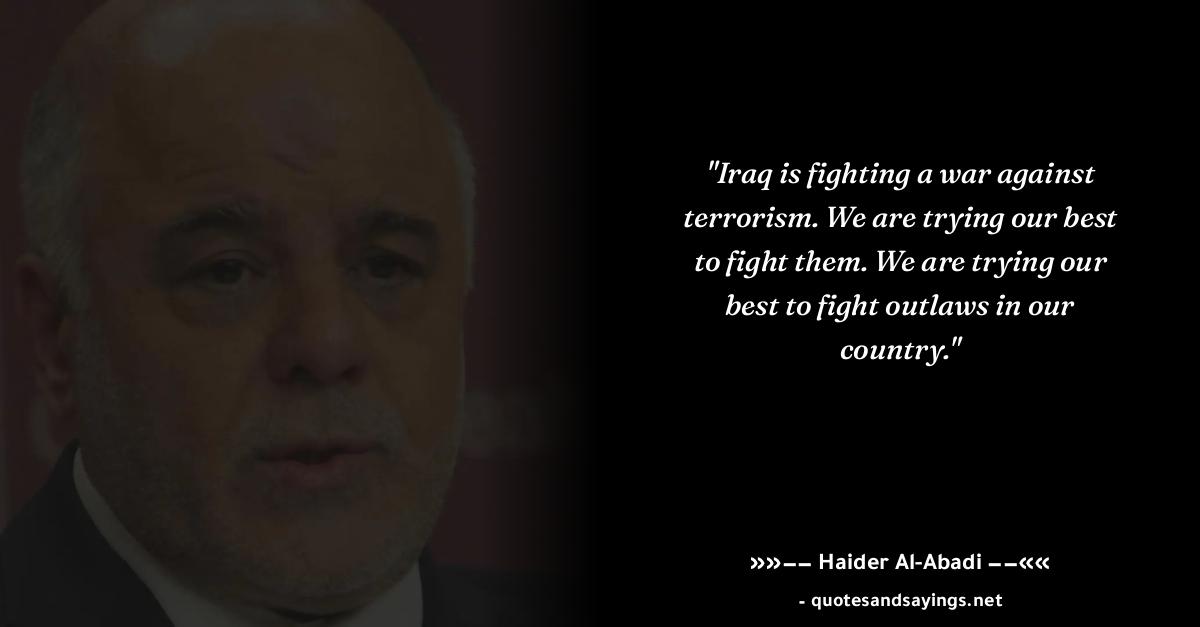 "Iraq is fighting a war against
terrorism. We are trying our best
to fight them. We are trying our
best to fight outlaws in our
country."
»»–– Haider Al-Abadi ––««
- quotesandsayings.net